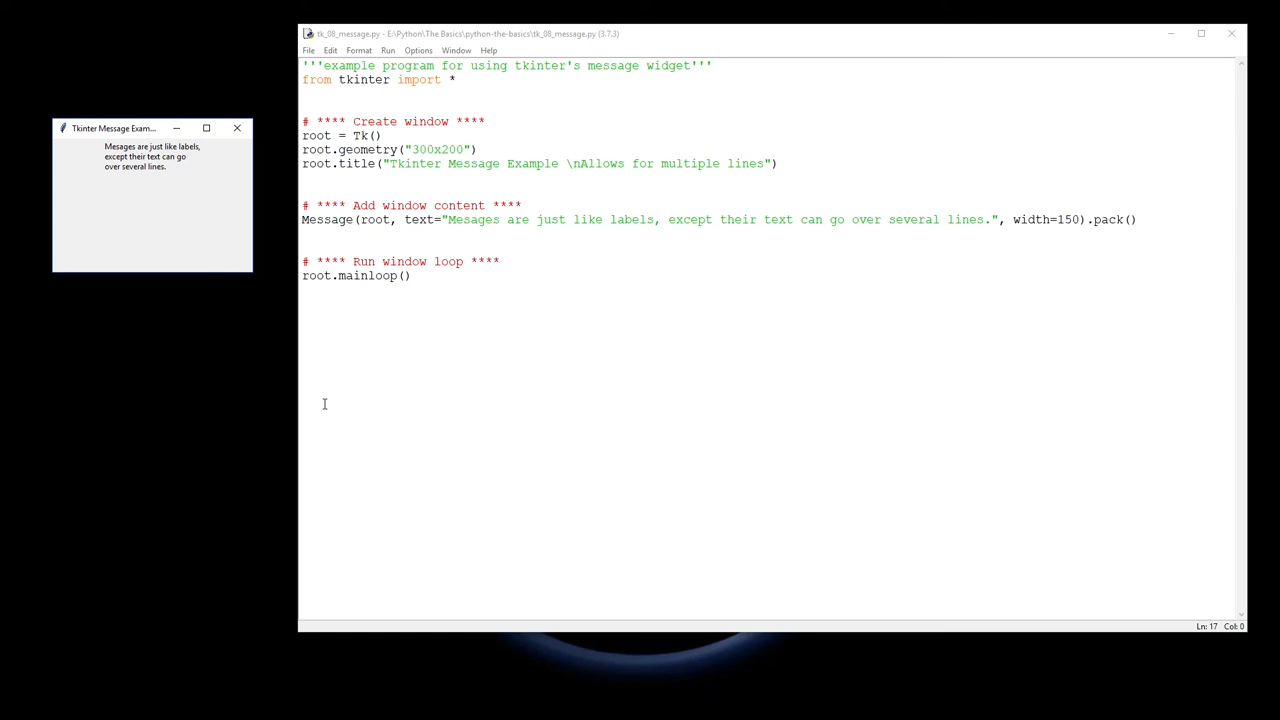 tk_08_message.py - E:\Python\The Basics\python-the-basics\tk_08_message.py (3.7.3)
File Edit Format Run Options Window Help
'''example program for using tkinter's message widget'''
from tkinter import *
# **** Create window ****
root = Tk()
root.geometry("300x200")
root.title("Tkinter Message Example \nAllows for multiple lines")
# **** Add window content ****
Message(root, text="Mesages are just like labels, except their text can go over several lines.", width=150).pack()
# **** Run window loop ****
root.mainloop()
Ln: 17 Col: 0
Tkinter Message Exam...
Mesages are just like labels,
except their text can go
over several lines.